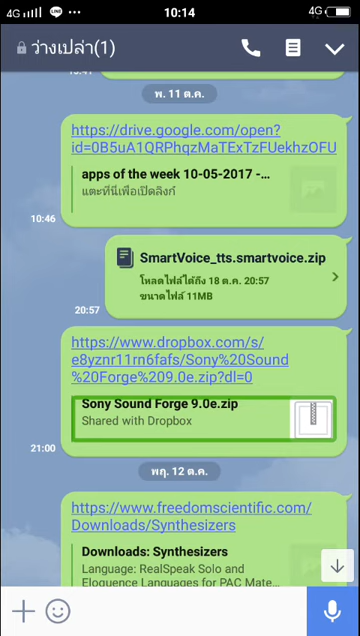 4G
LINE
10:14
4G
ว่างเปล่า(1)
พ. 11 ต.ค.
https://drive.google.com/open?
id=0B5uA1QRPhqzMaTExTzFUekhzOFU
apps of the week 10-05-2017 -...
แตะที่นี่เพื่อเปิดลิงก์
10:46
SmartVoice_tts.smartvoice.zip
โหลดไฟล์ได้ถึง 18 ต.ค. 20:57
ขนาดไฟล์ 11MB
20:57
https://www.dropbox.com/s/
e8yznr11rn6fafs/Sony%20Sound
%20Forge%209.0e.zip?dl=0
Sony Sound Forge 9.0e.zip
Shared with Dropbox
21:00
พฤ. 12 ต.ค.
https://www.freedomscientific.com/
Downloads/Synthesizers
Downloads: Synthesizers
Language: RealSpeak Solo and
Eloquence Languages for PAC Mate...